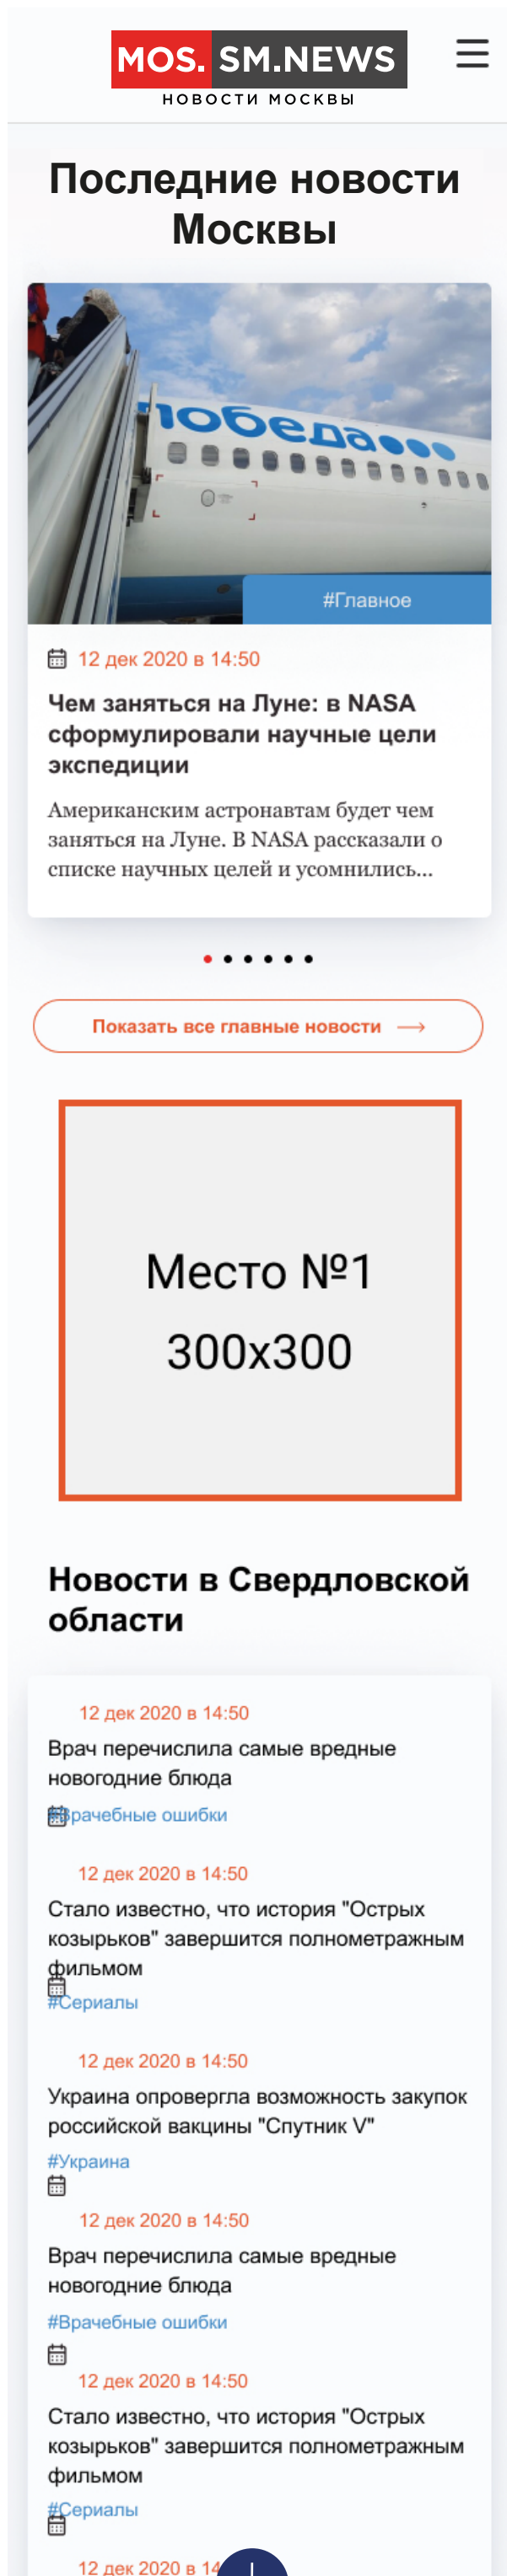 MOS. SM.NEWS
НОВОСТИ МОСКВЫ
Последние новости
Москвы
победа
#Главное
12 дек 2020 в 14:50
Чем заняться на Луне: в NASA
сформулировали научные цели
экспедиции
Американским астронавтам будет чем
заняться на Луне. В NASA рассказали о
списке научных целей и усомнились...
Показать все главные новости
Место №1
300x300
Новости в Свердловской
области
12 дек 2020 в 14:50
Врач перечислила самые вредные
новогодние блюда
#Врачебные ошибки
12 дек 2020 в 14:50
Стало известно, что история "Острых
козырьков" завершится полнометражным
фильмом
#Сериалы
12 дек 2020 в 14:50
Украина опровергла возможность закупок
российской вакцины "Спутник V"
#Украина
12 дек 2020 в 14:50
Врач перечислила самые вредные
новогодние блюда
#Врачебные ошибки
12 дек 2020 в 14:50
Стало известно, что история "Острых
козырьков" завершится полнометражным
фильмом
#Сериалы
12 дек 2020 в 14